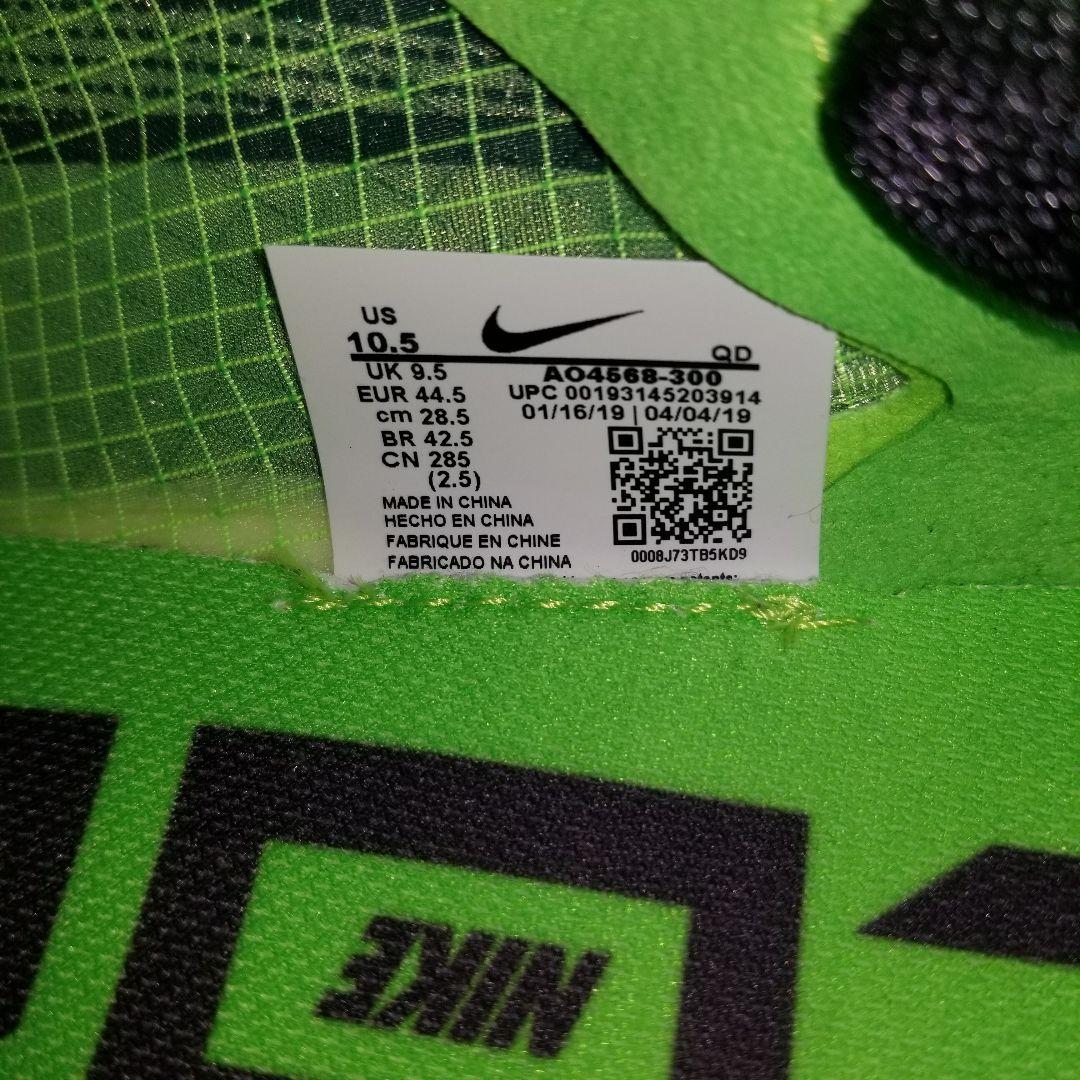 US
10.5
QD
UK 9.5
AO4568-300
EUR 44.5
UPC 00193145203914
cm 28.5
01/16/19 | 04/04/19
BR 42.5
CN 285
(2.5)
MADE IN CHINA
HECHO EN CHINA
FABRIQUE EN CHINE
FABRICADO NA CHINA
0008J73TB5KD9
patents:
NIKE